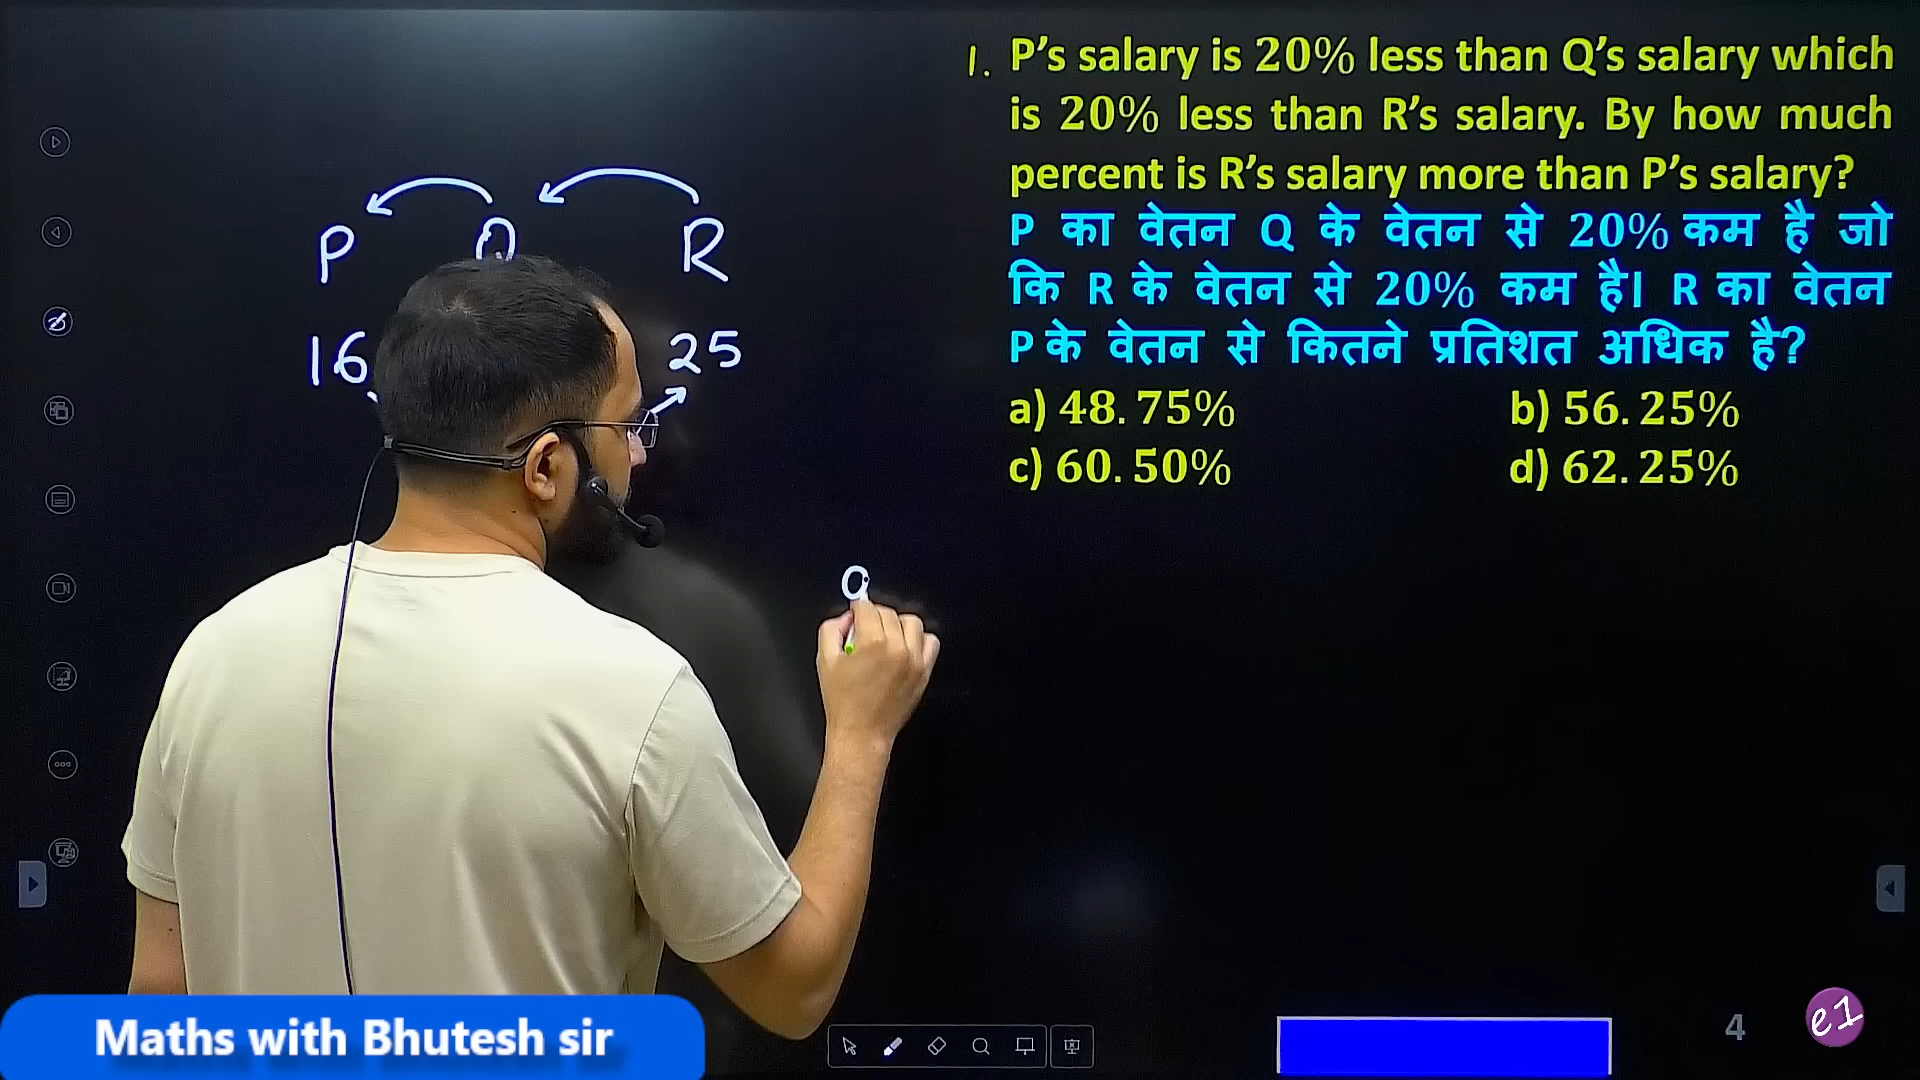 1. P's salary is 20% less than Q's salary which
is 20% less than R's salary. By how much
percent is R's salary more than P's salary?
P का वेतन Q के वेतन से 20% कम है जो
कि R के वेतन से 20% कम है। R का वेतन
P के वेतन से कितने प्रतिशत अधिक है?
a) 48.75% b) 56.25%
c) 60.50% d) 62.25%
P Q R
16 25
9
Maths with Bhutesh sir
4
e1